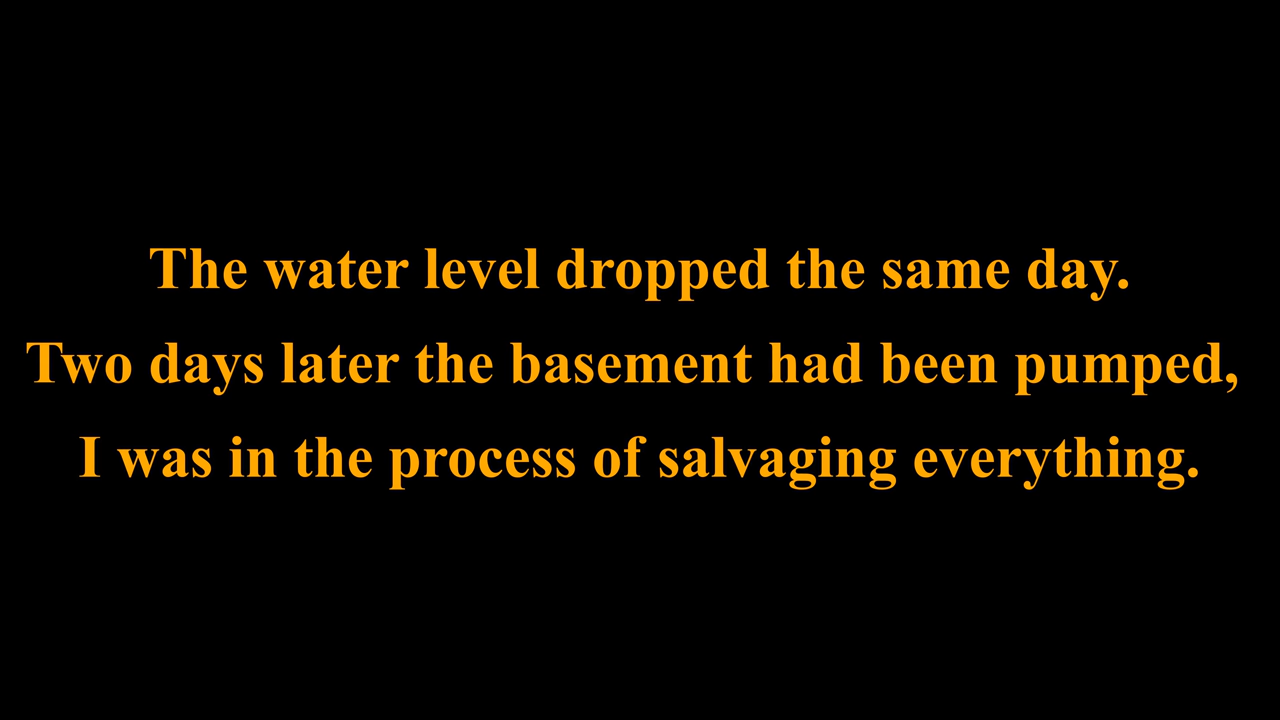 The water level dropped the same day.
Two days later the basement had been pumped,
I was in the process of salvaging everything.